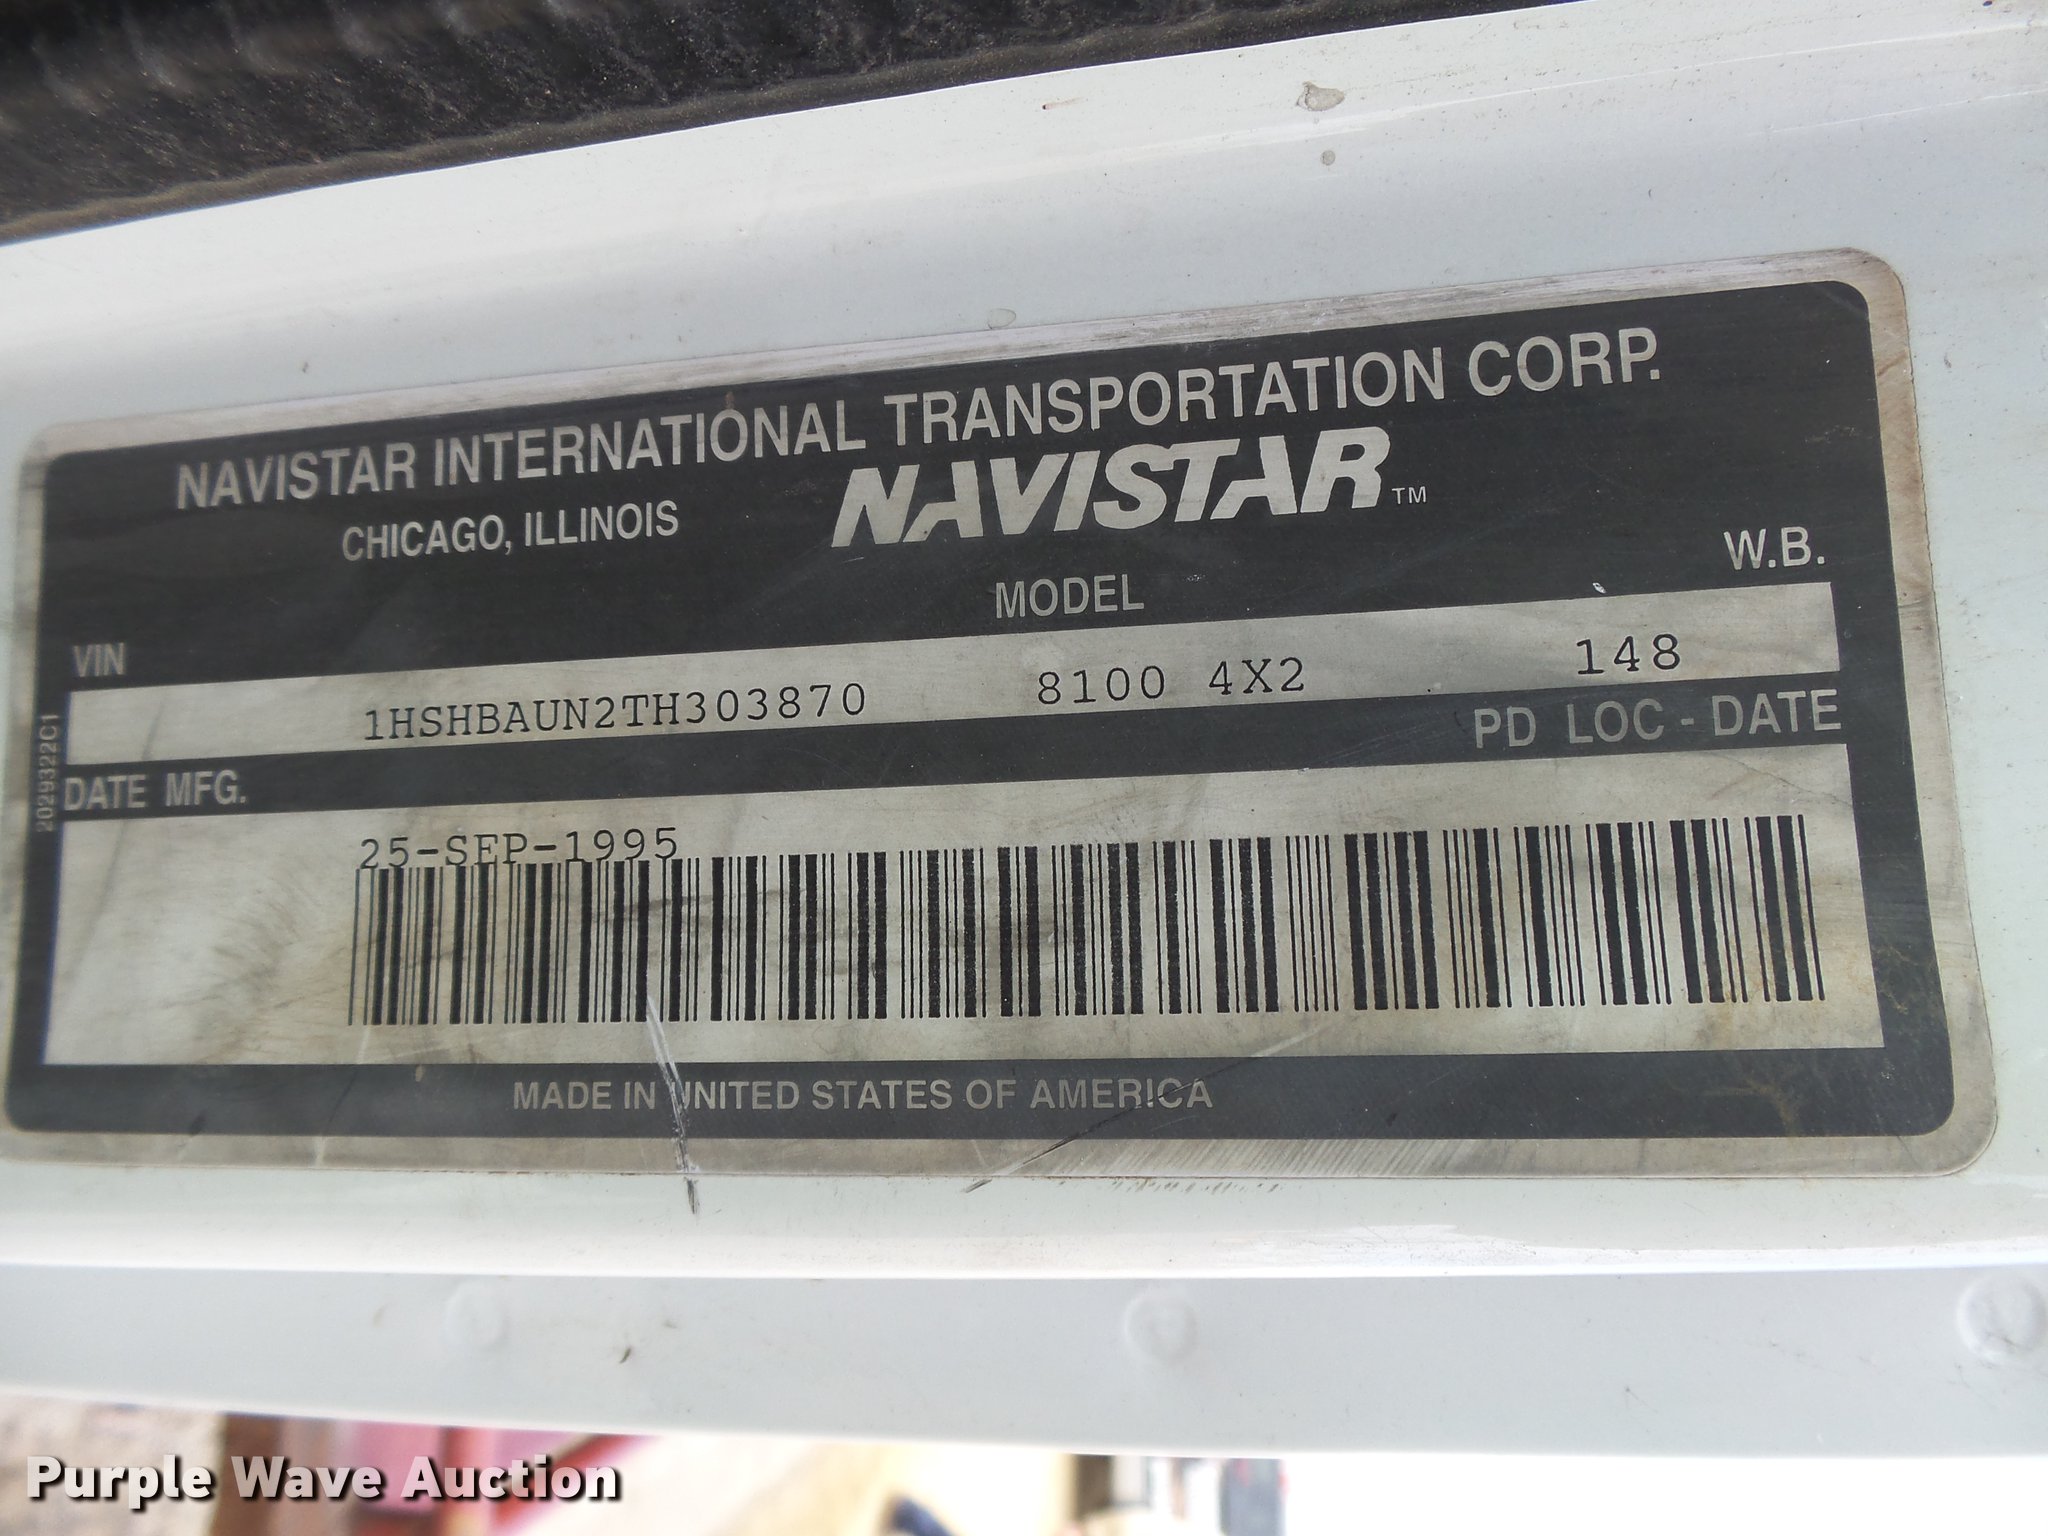 NAVISTAR INTERNATIONAL TRANSPORTATION CORP.
CHICAGO, ILLINOIS NAVISTAR™
VIN MODEL W.B.
1HSHBAUN2TH303870 8100 4X2 148
DATE MFG. PD LOC - DATE
25-SEP-1995
MADE IN UNITED STATES OF AMERICA
2029322C1
Purple Wave Auction